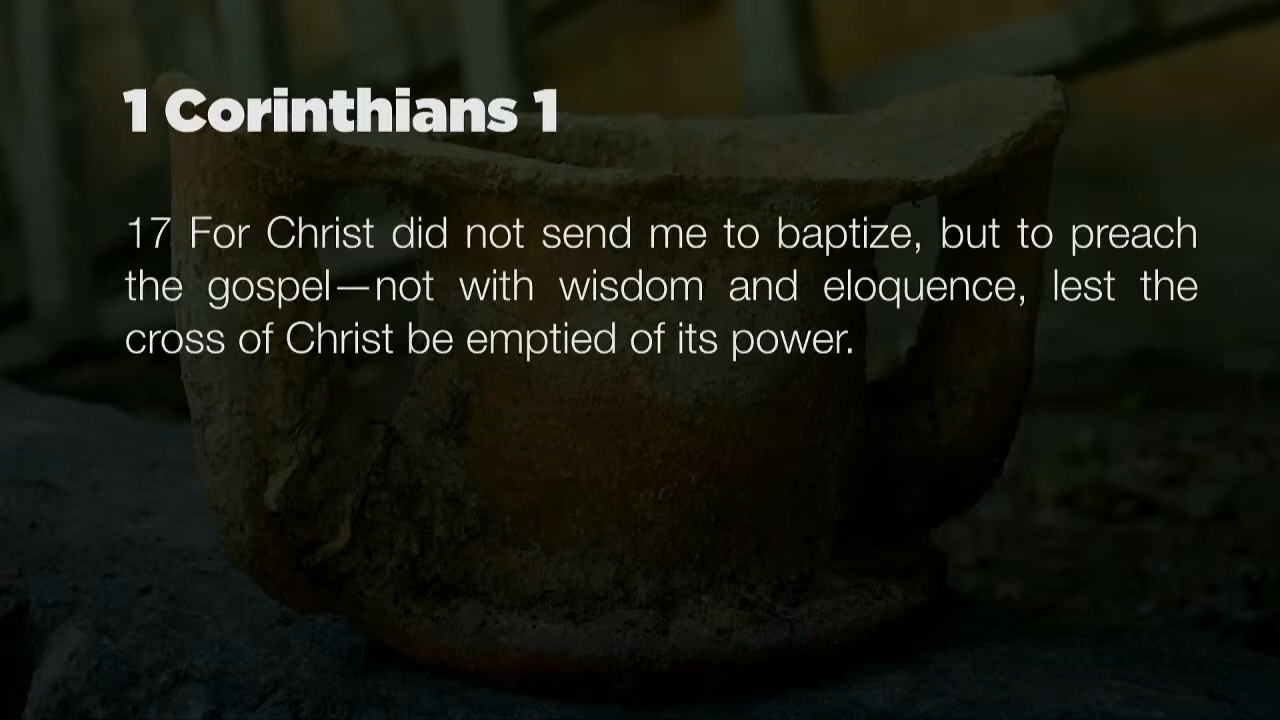 1 Corinthians 1
17 For Christ did not send me to baptize, but to preach
the gospel—not with wisdom and eloquence, lest the
cross of Christ be emptied of its power.